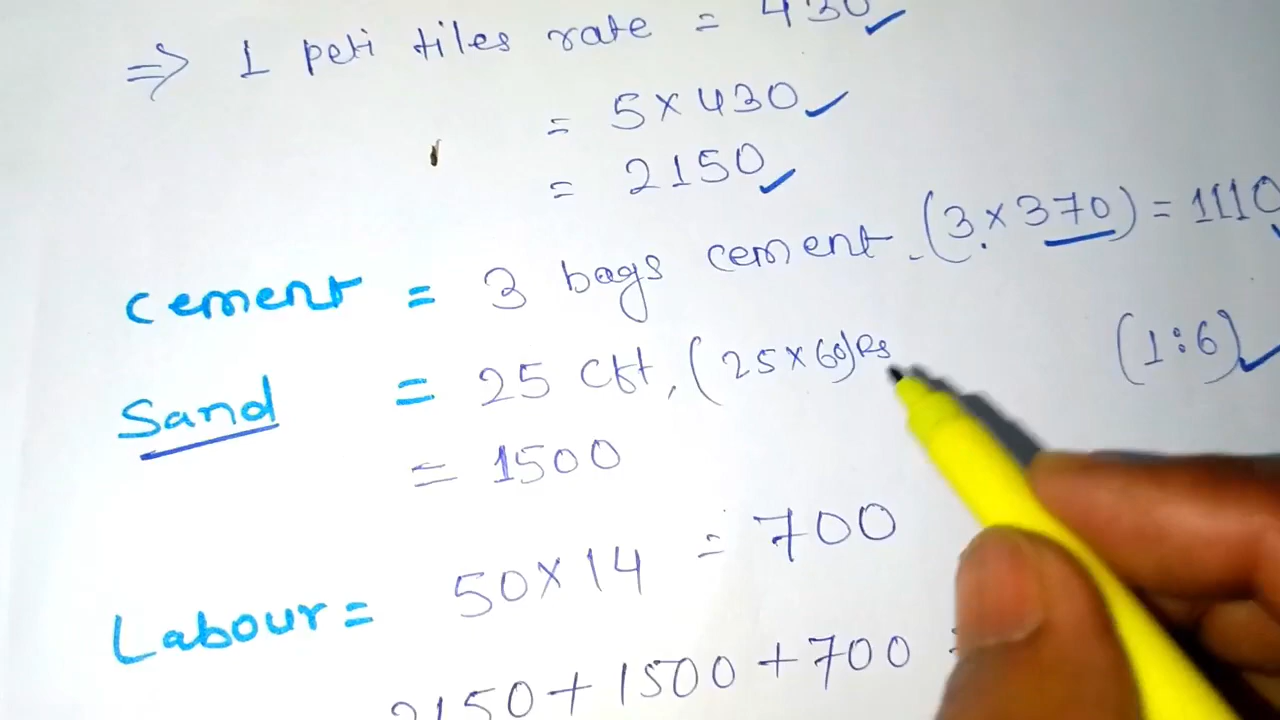 ⇒ 1 peti tiles rate = 430 ✓
= 5×430 ✓
= 2150 ✓
Cement = 3 bags cement. (3×370) = 1110
Sand = 25 Cft, (25×60)Rs (1:6) ✓
= 1500
Labour = 50×14 = 700
2150+1500+700 =